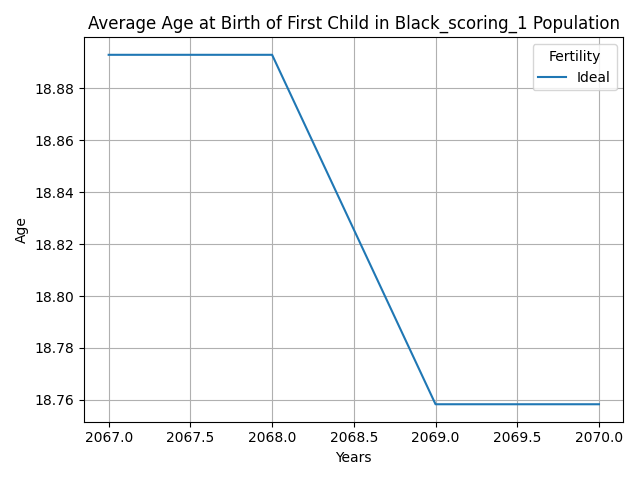 Average Age at Birth of First Child in Black_scoring_1 Population
Fertility
Ideal
18.88
18.86
18.84
18.82
18.80
18.78
18.76
Age
2067.0 2067.5 2068.0 2068.5 2069.0 2069.5 2070.0
Years